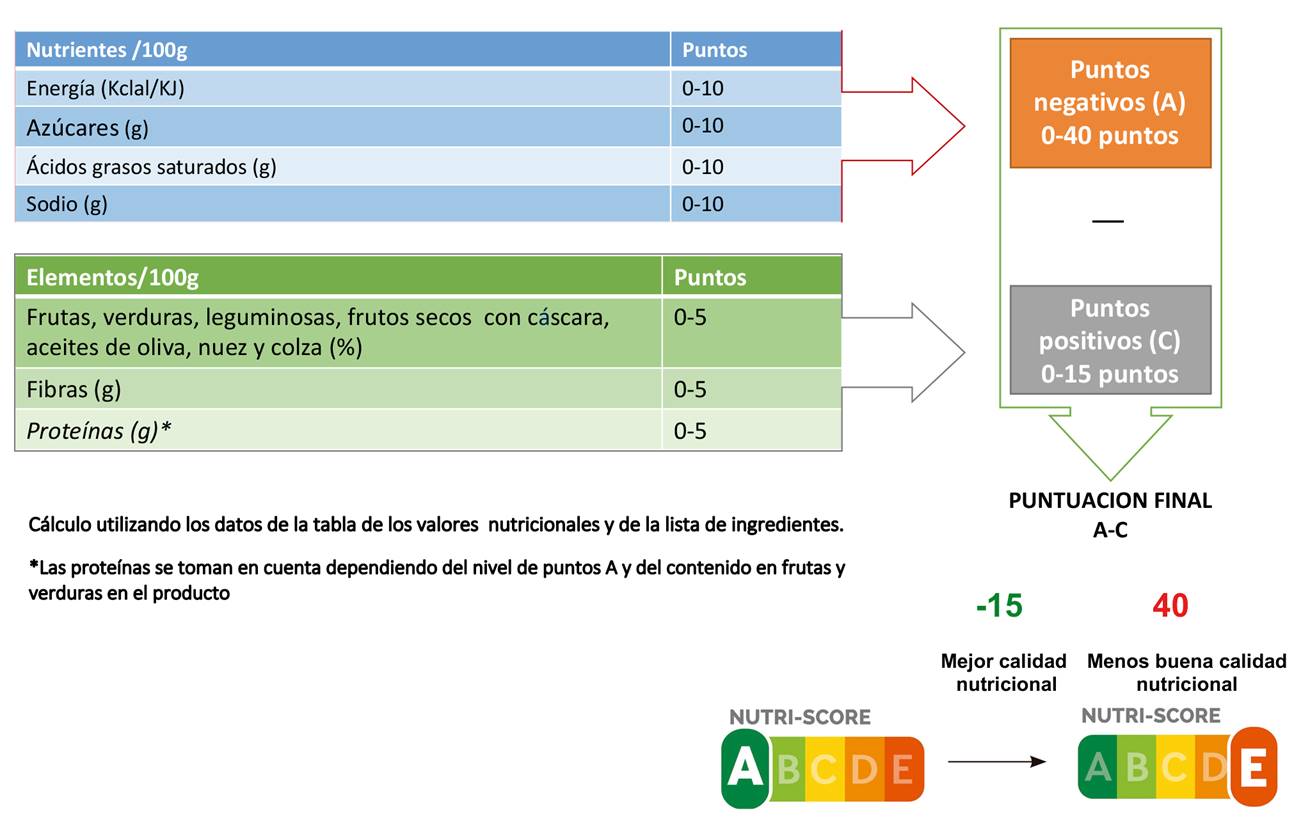 Nutrientes /100g Puntos
Energía (Kclal/KJ) 0-10
Azúcares (g) 0-10
Ácidos grasos saturados (g) 0-10
Sodio (g) 0-10
Puntos
negativos (A)
0-40 puntos
—
Elementos/100g Puntos
Frutas, verduras, leguminosas, frutos secos con cáscara, 0-5
aceites de oliva, nuez y colza (%)
Fibras (g) 0-5
Proteínas (g)* 0-5
Puntos
positivos (C)
0-15 puntos
PUNTUACION FINAL
A-C
Cálculo utilizando los datos de la tabla de los valores nutricionales y de la lista de ingredientes.
*Las proteínas se toman en cuenta dependiendo del nivel de puntos A y del contenido en frutas y
verduras en el producto
-15 40
Mejor calidad
nutricional
Menos buena calidad
nutricional
NUTRI-SCORE
A B C D E
NUTRI-SCORE
A B C D E